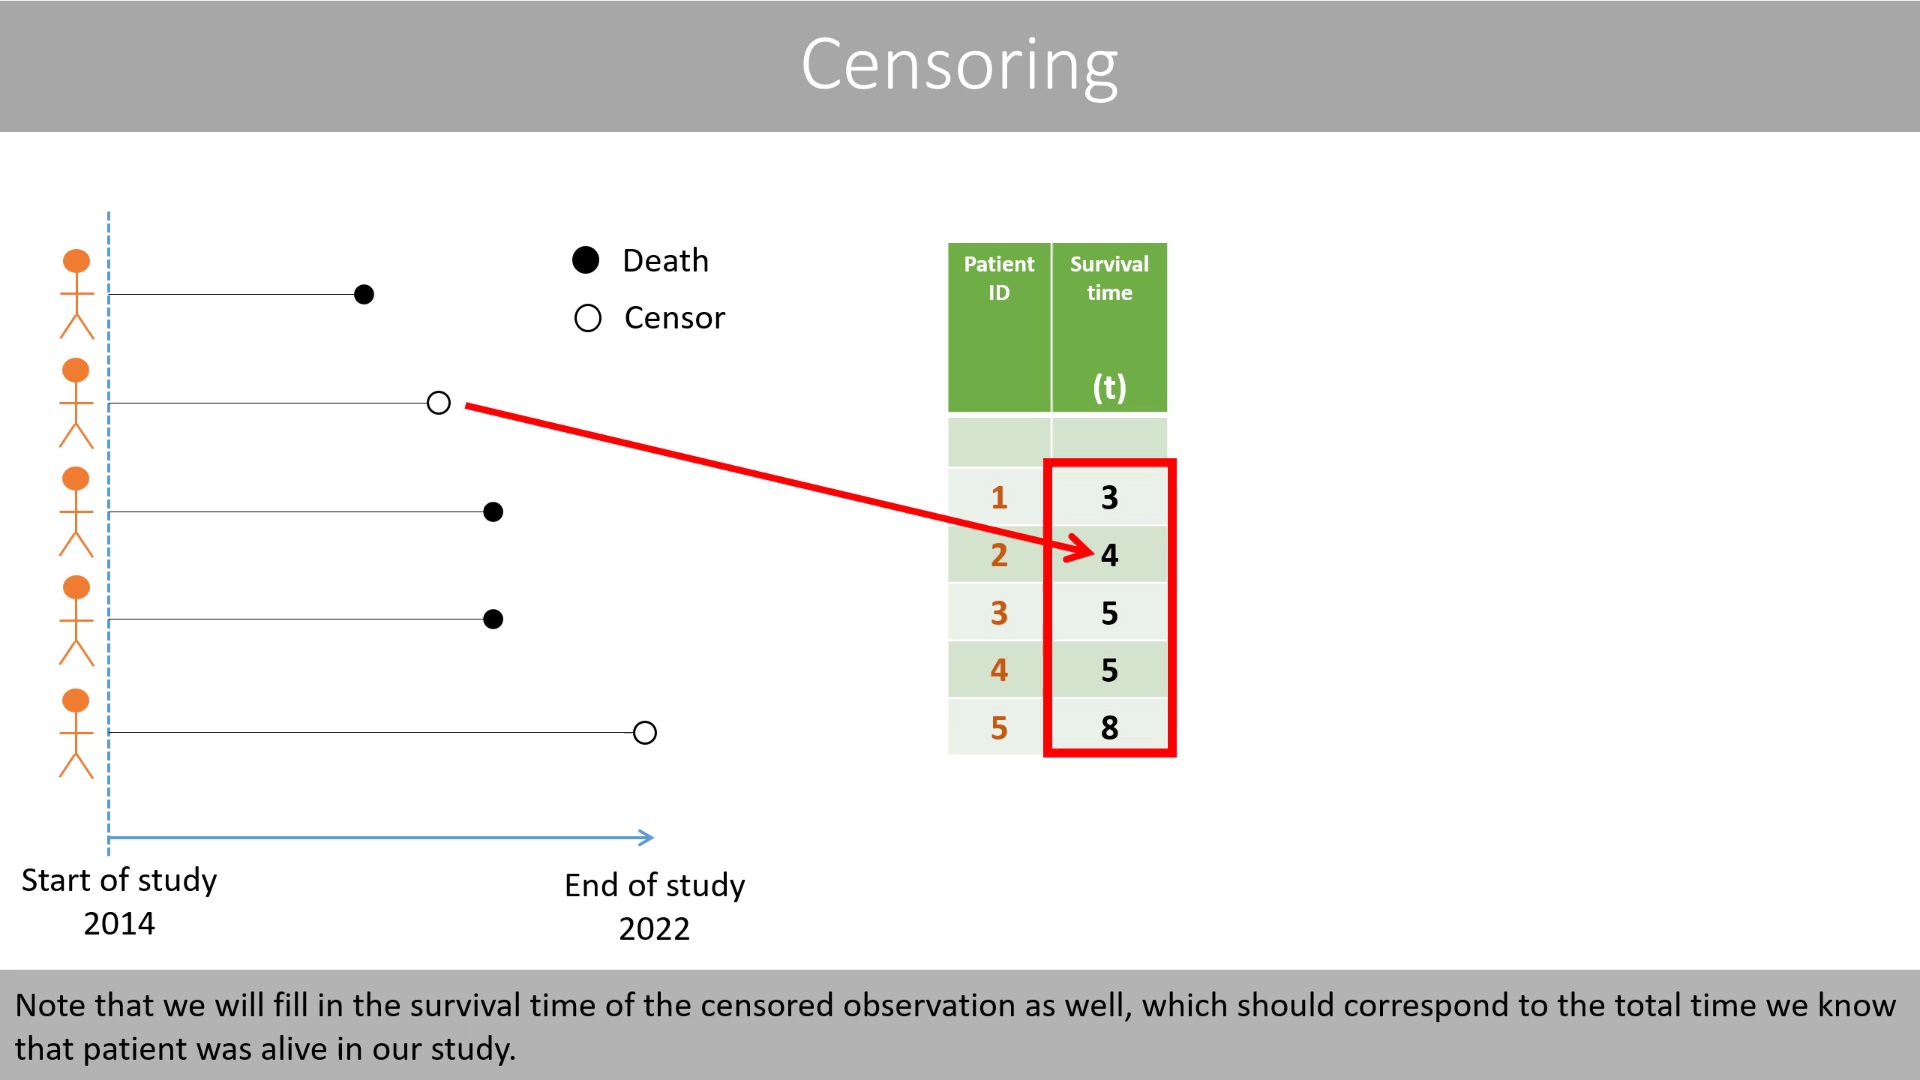 Censoring
Death
Censor
Start of study
2014
End of study
2022
Patient ID
Survival time
(t)
1 3
2 4
3 5
4 5
5 8
Note that we will fill in the survival time of the censored observation as well, which should correspond to the total time we know
that patient was alive in our study.